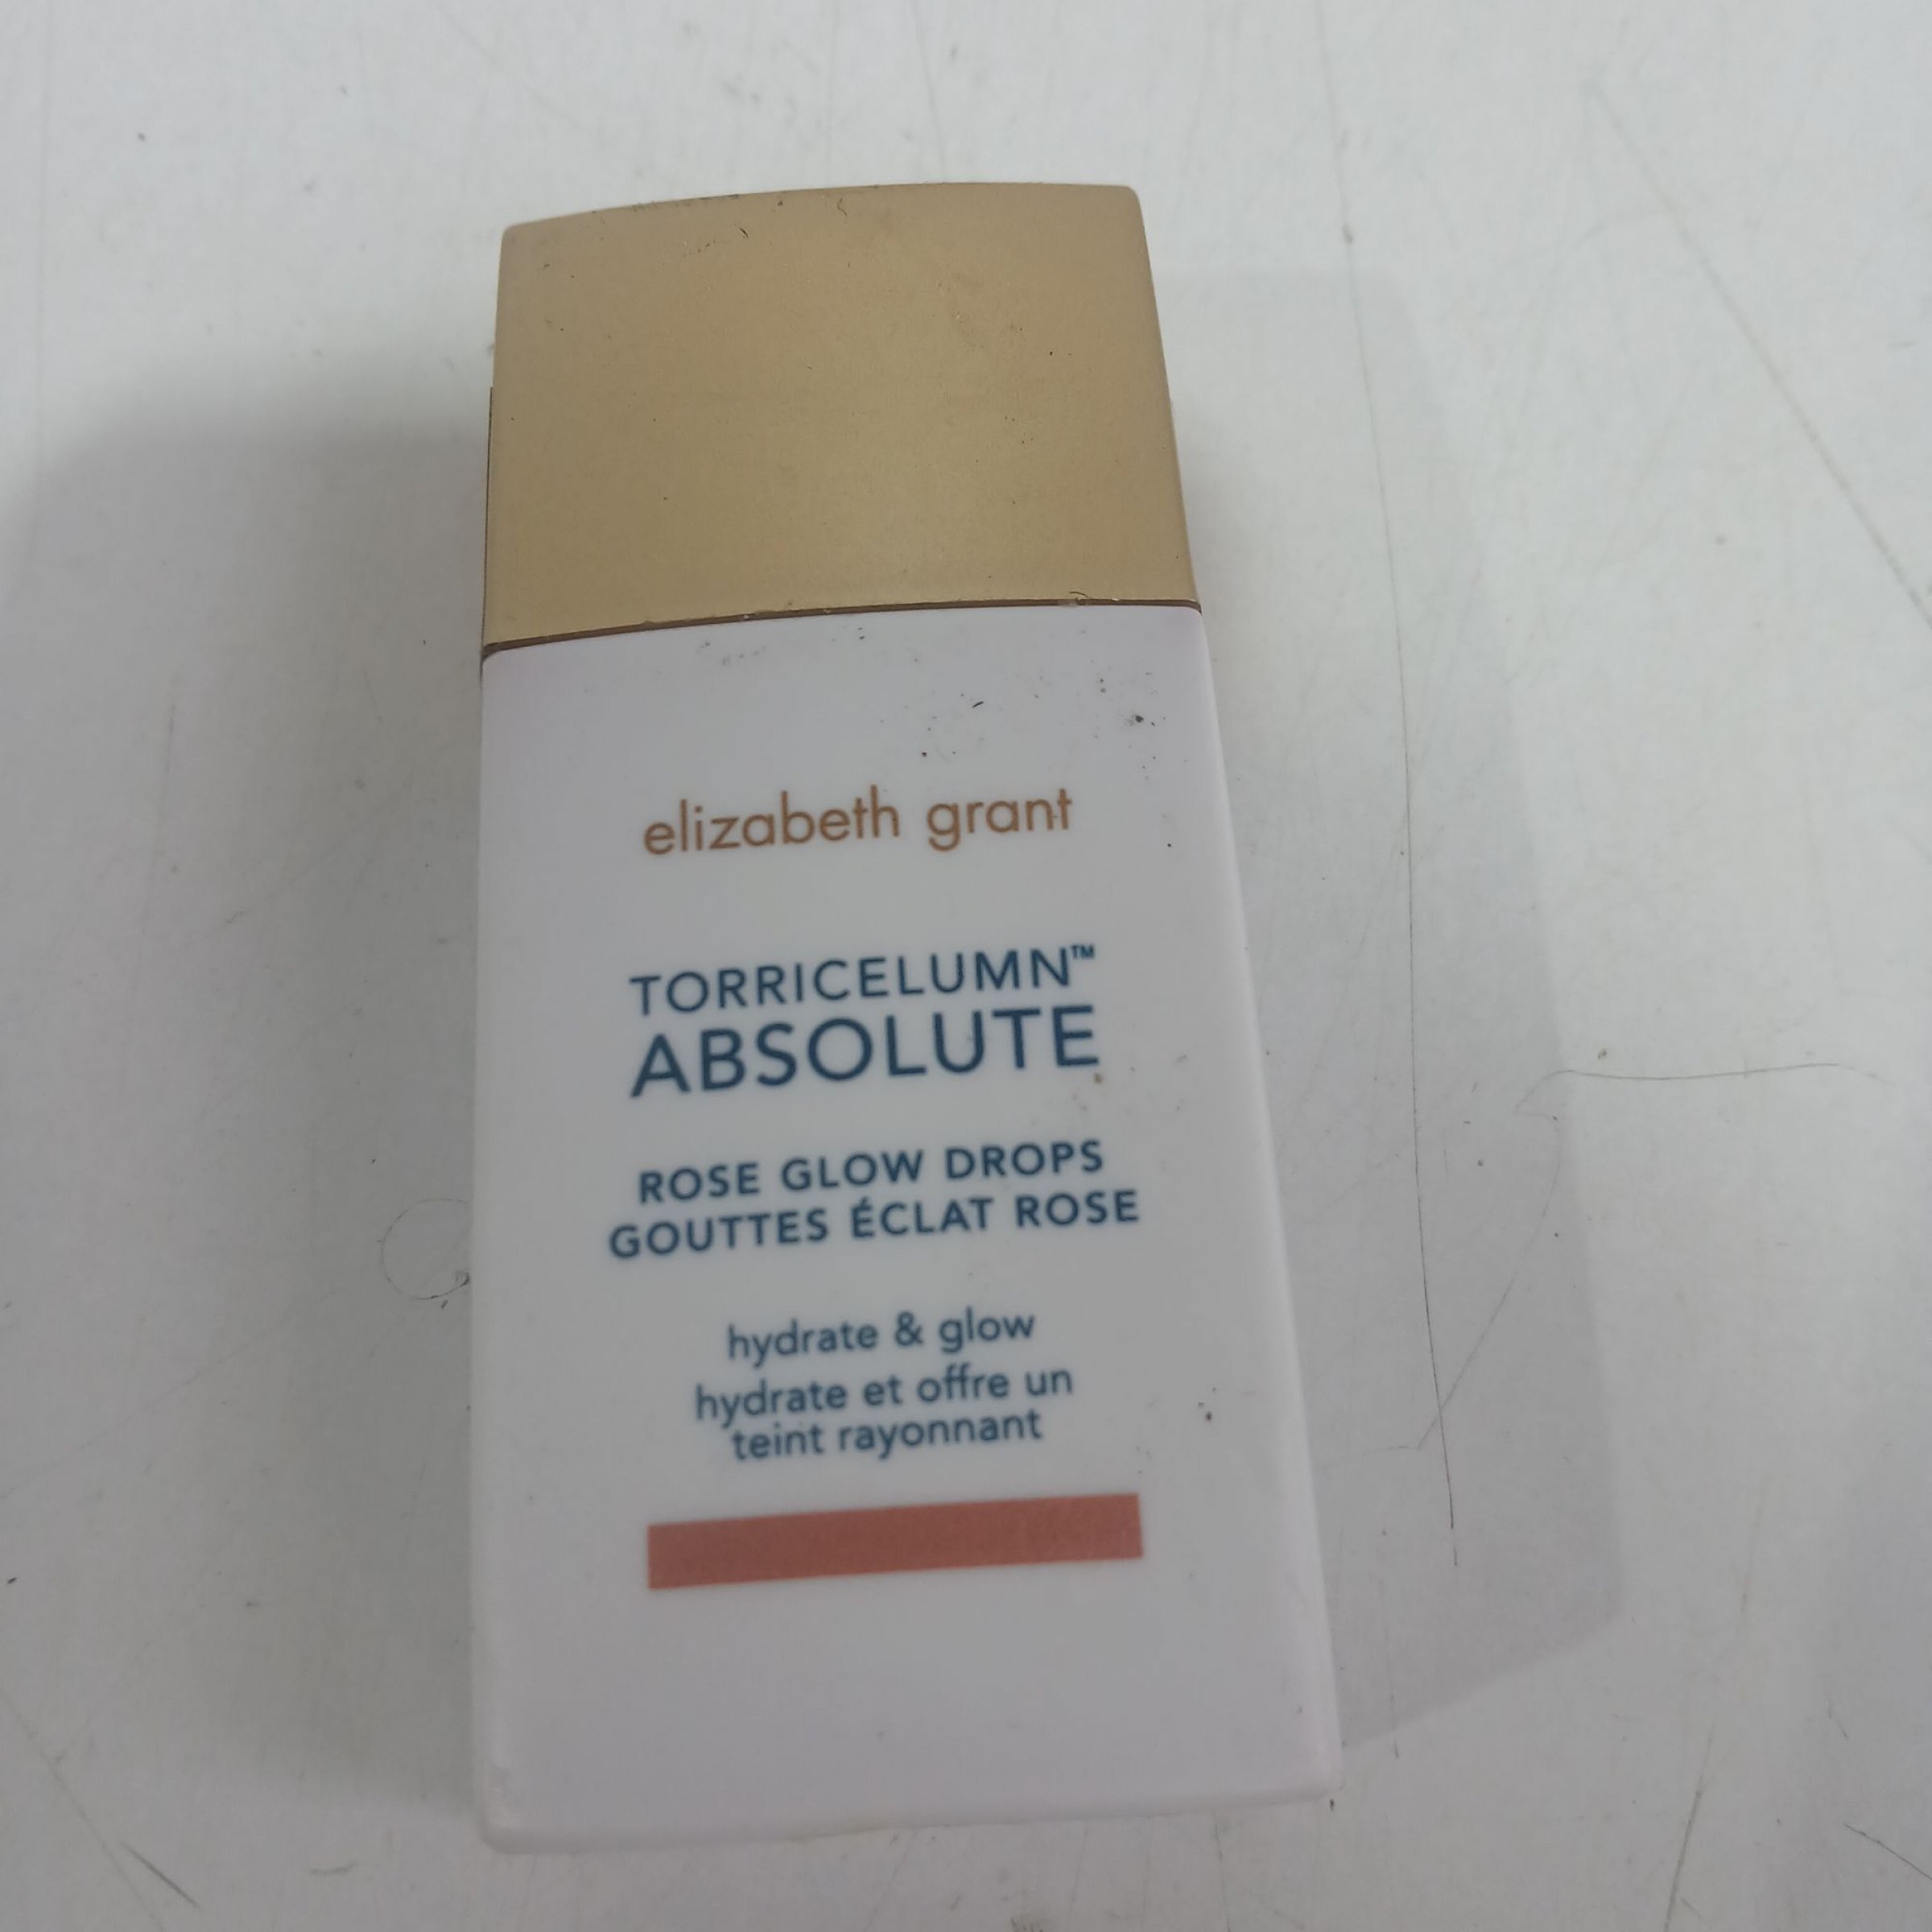 elizabeth grant
TORRICELUMN™
ABSOLUTE
ROSE GLOW DROPS
GOUTTES ÉCLAT ROSE
hydrate & glow
hydrate et offre un
teint rayonnant